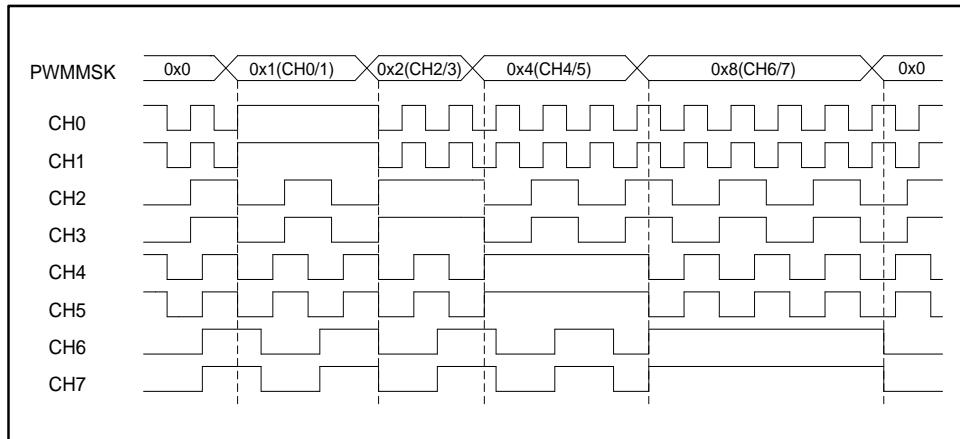 PWMMSK 0x0 0x1(CH0/1) 0x2(CH2/3) 0x4(CH4/5) 0x8(CH6/7) 0x0
CH0
CH1
CH2
CH3
CH4
CH5
CH6
CH7